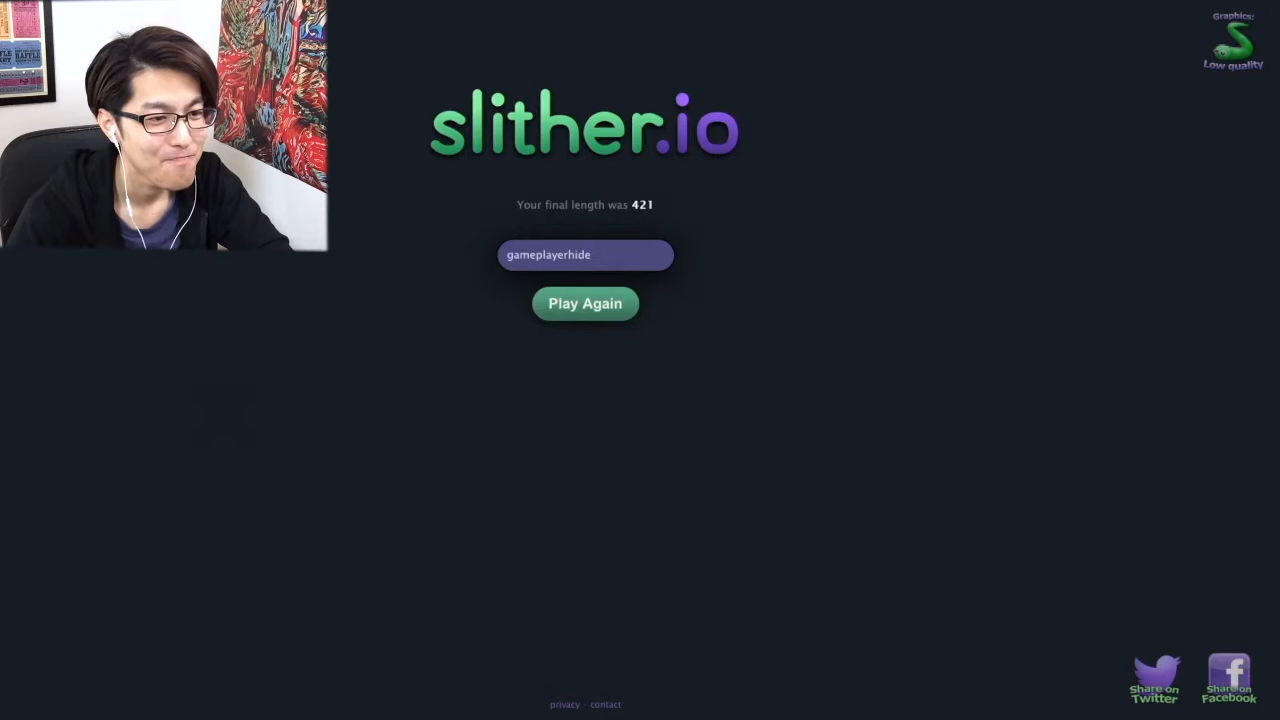 Graphics:
Low quality
slither.io
Your final length was 421
gameplayerhide
Play Again
RAFFLE
Share on
Twitter
Share on
Facebook
privacy · contact